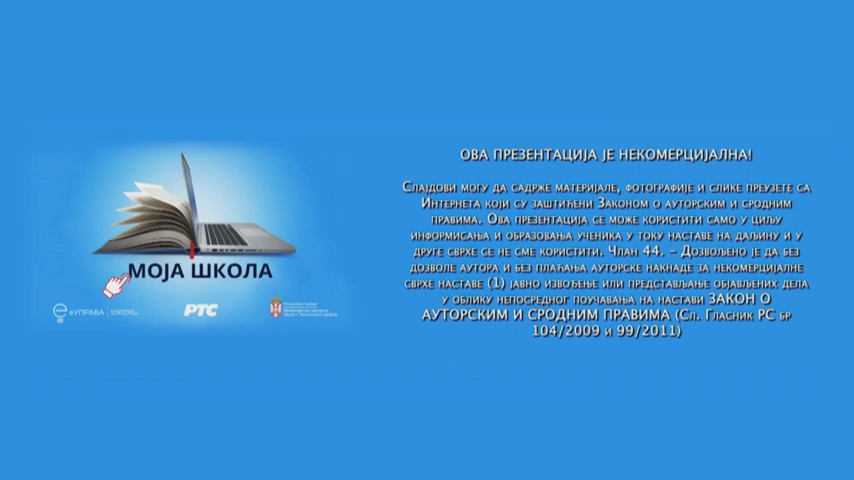 ОВА ПРЕЗЕНТАЦИЈА ЈЕ НЕКОМЕРЦИЈАЛНА!
Слајдови могу да садрже материјале, фотографије и слике преузете са
Интернета који су заштићени Законом о ауторским и сродним
правима. Ова презентација се може користити само у циљу
информисања и образовања ученика у току наставе на даљину и у
друге сврхе се не сме користити. Члан 44. – Дозвољено је да без
дозволе аутора и без плаћања ауторске накнаде за некомерцијалне
сврхе наставе (1) јавно извођење или представљање објављених дела
у облику непосредног поучавања на настави ЗАКОН О
АУТОРСКИМ И СРОДНИМ ПРАВИМА (Сл. Гласник РС бр
104/2009 и 99/2011)
МОЈА ШКОЛА
еУПРАВА
РТС
Република Србија